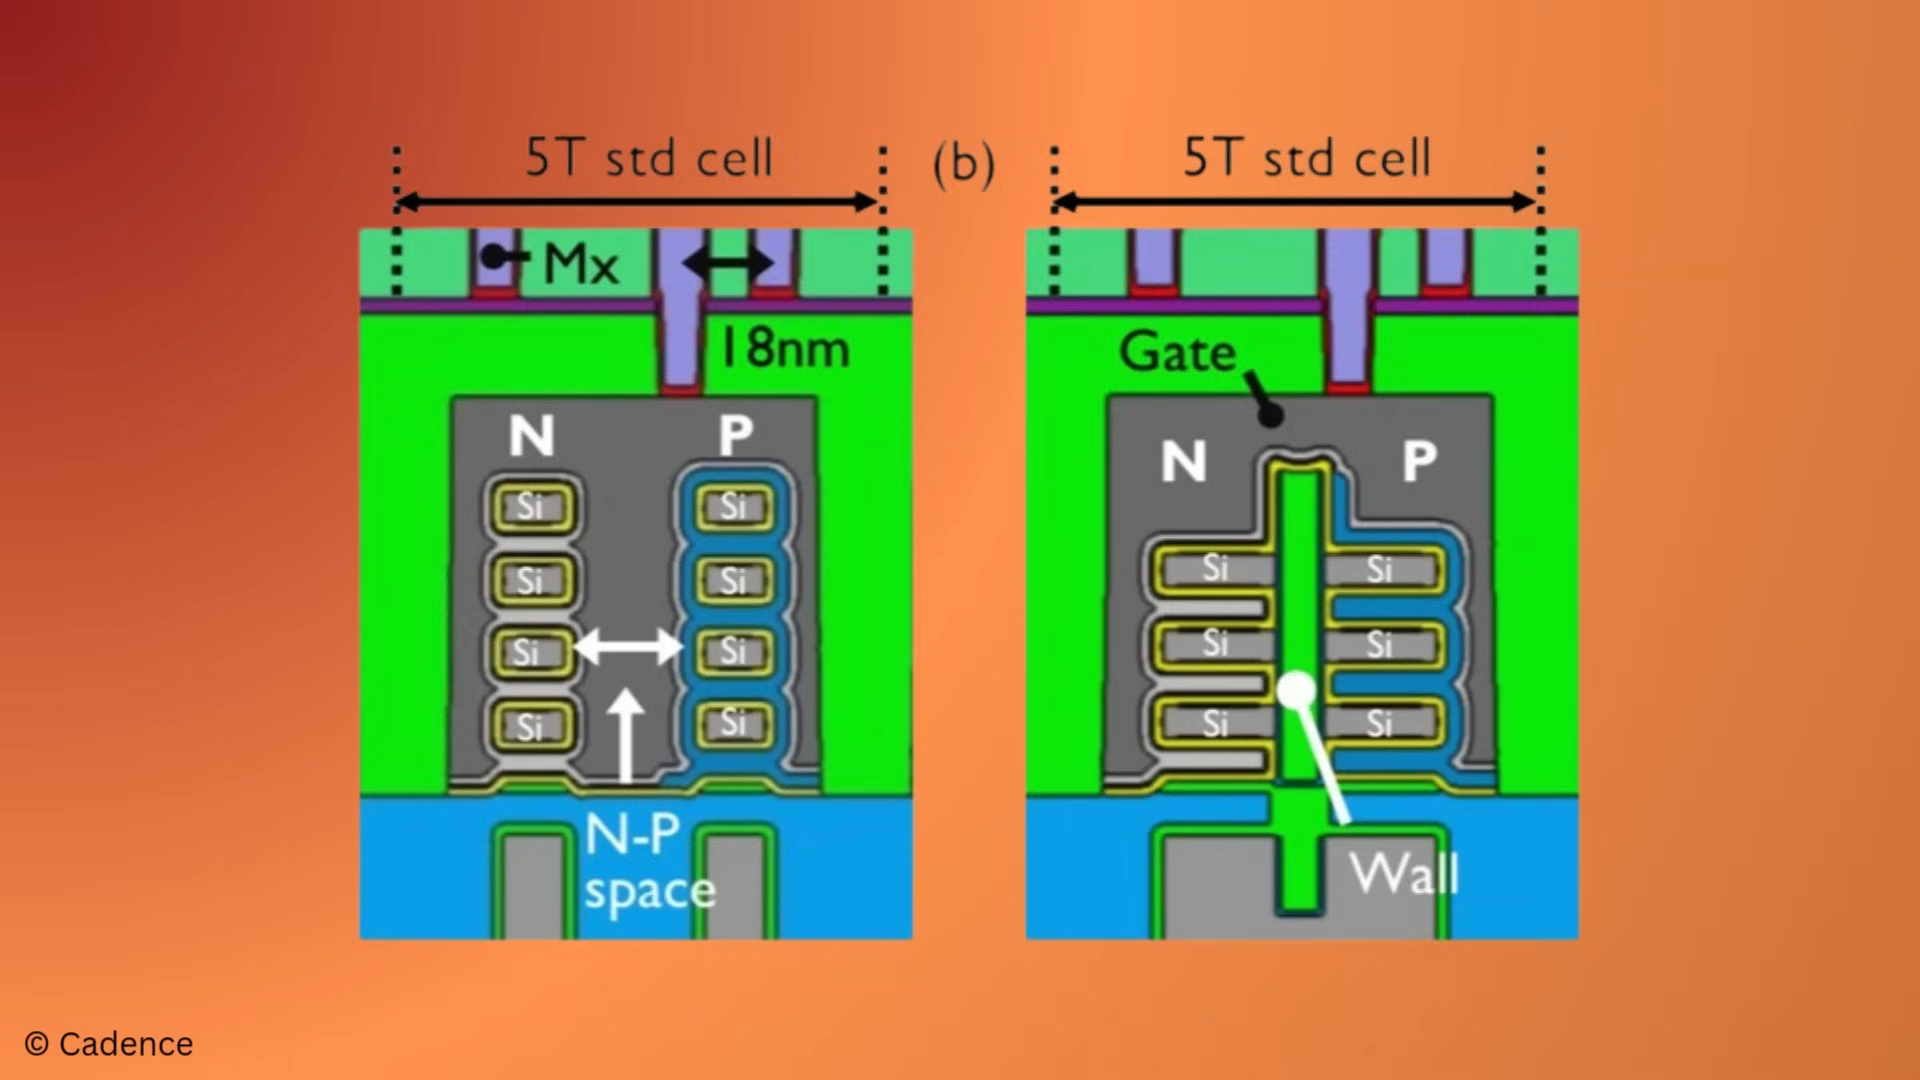 5T std cell
(b)
5T std cell
Mx
18nm
N
P
Si
Si
Si
Si
Si
Si
Si
Si
N-P
space
Gate
N
P
Si
Si
Si
Si
Si
Si
Wall
© Cadence